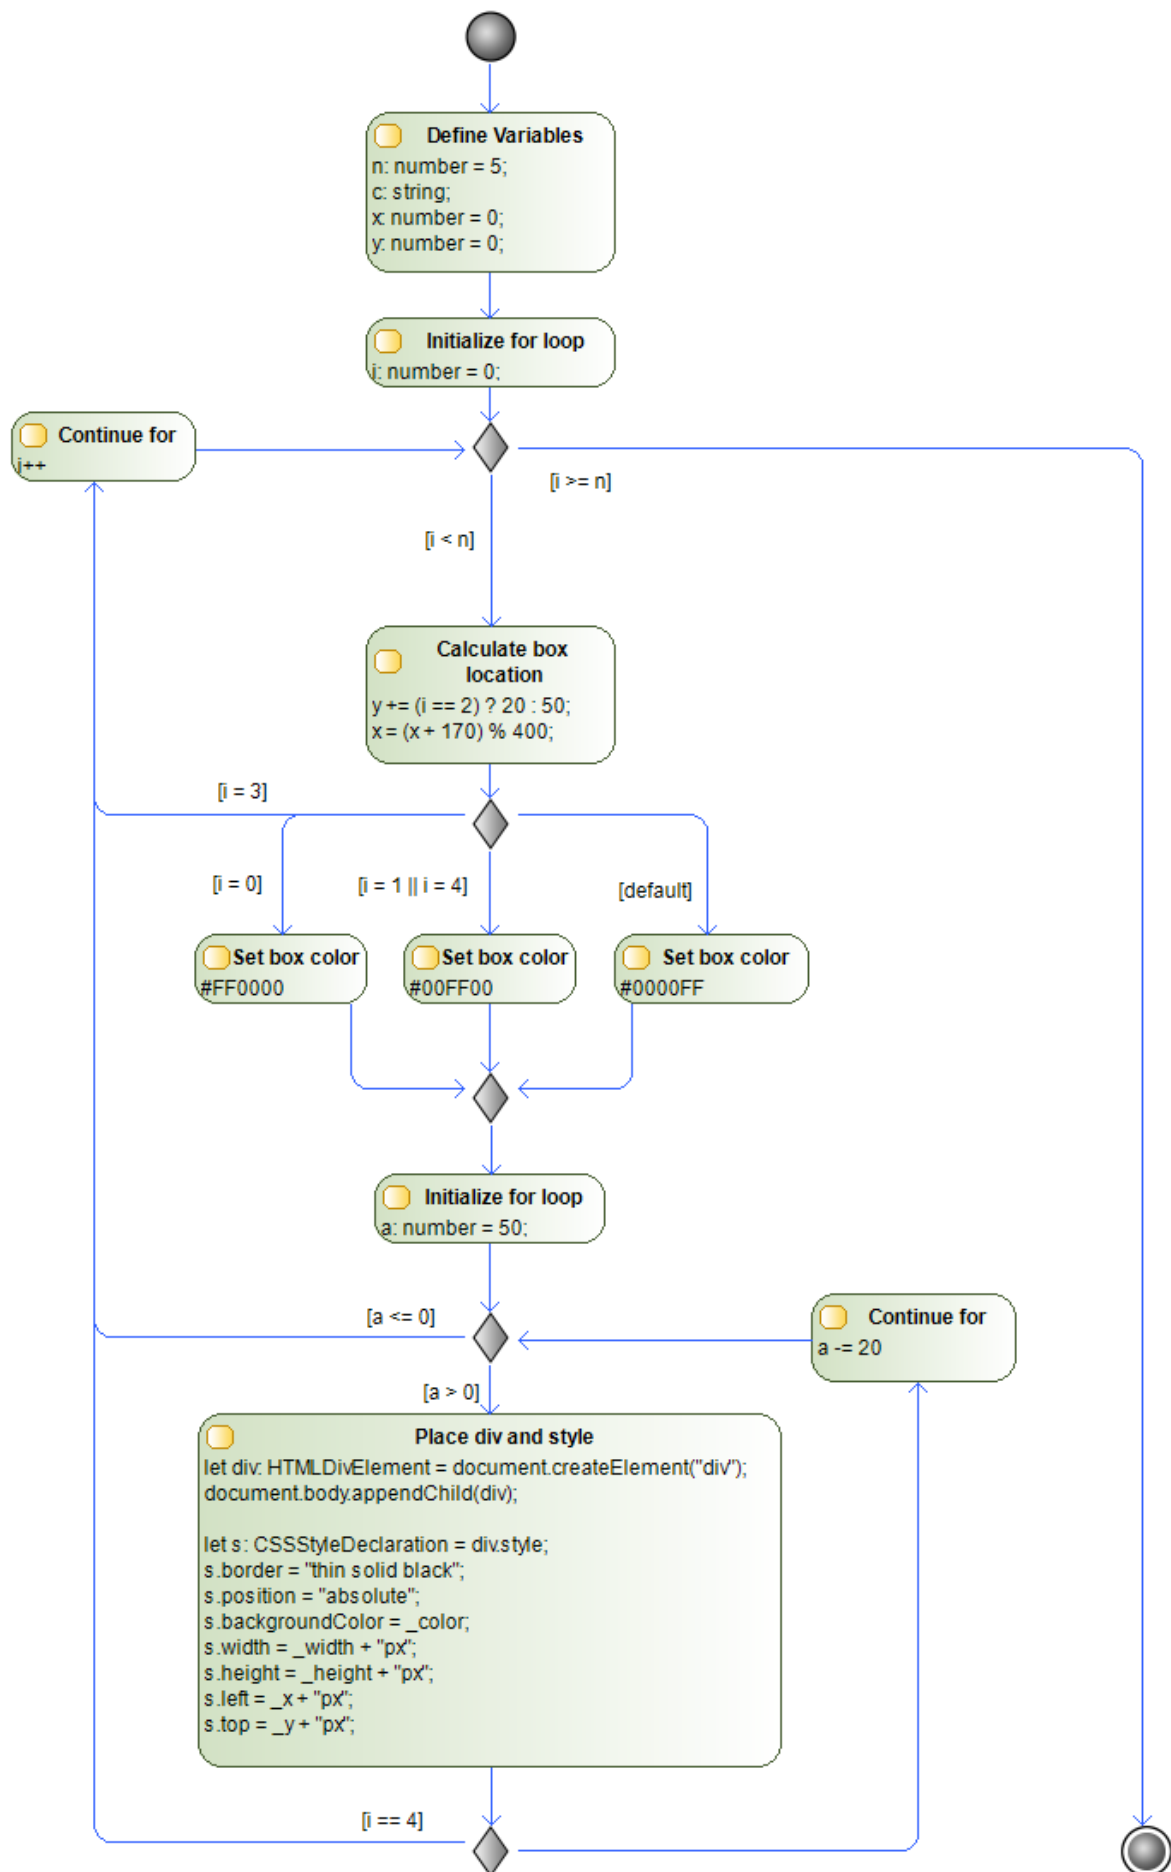 Define Variables
n: number = 5;
c: string;
x: number = 0;
y: number = 0;
Initialize for loop
i: number = 0;
Continue for
i++
[i >= n]
[i < n]
Calculate box
location
y += (i == 2) ? 20 : 50;
x = (x + 170) % 400;
[i = 3]
[i = 0]
[i = 1 || i = 4]
[default]
Set box color
#FF0000
Set box color
#00FF00
Set box color
#0000FF
Initialize for loop
a: number = 50;
[a <= 0]
Continue for
a -= 20
[a > 0]
Place div and style
let div: HTMLDivElement = document.createElement("div");
document.body.appendChild(div);
let s: CSSStyleDeclaration = div.style;
s.border = "thin solid black";
s.position = "absolute";
s.backgroundColor = _color;
s.width = _width + "px";
s.height = _height + "px";
s.left = _x + "px";
s.top = _y + "px";
[i == 4]